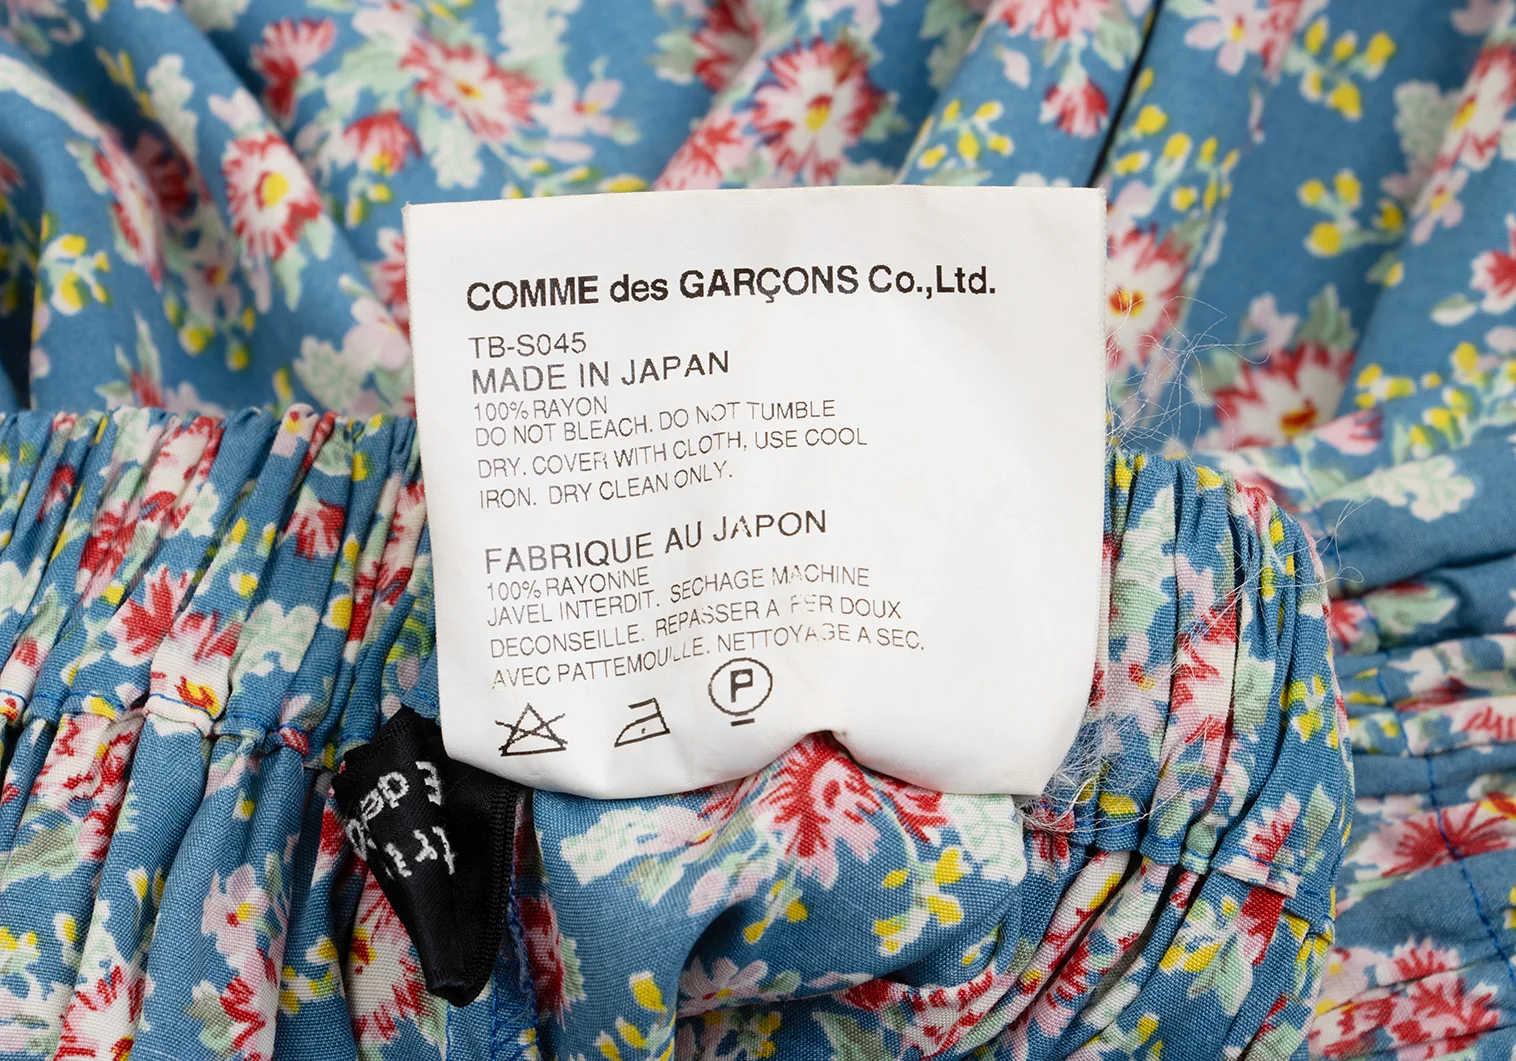 COMME des GARÇONS Co.,Ltd.
TB-S045
MADE IN JAPAN
100% RAYON
DO NOT BLEACH. DO NOT TUMBLE
DRY. COVER WITH CLOTH, USE COOL
IRON. DRY CLEAN ONLY.
FABRIQUE AU JAPON
100% RAYONNE
JAVEL INTERDIT. SECHAGE MACHINE
DECONSEILLE. REPASSER A FER DOUX
AVEC PATTEMOUILLE. NETTOYAGE A SEC.
P